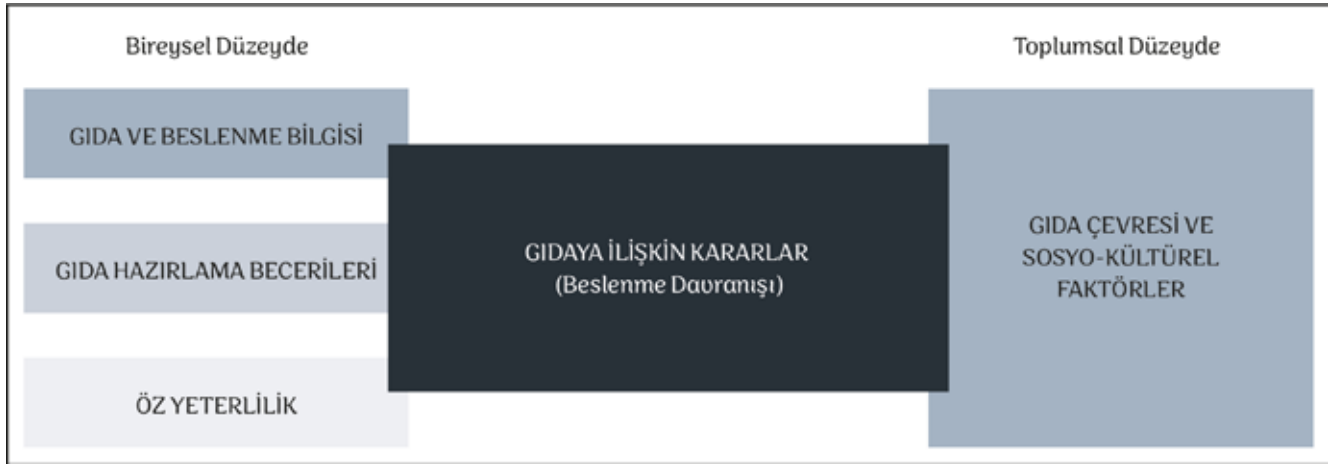 Bireysel Düzeyde
Toplumsal Düzeyde
GIDA VE BESLENME BİLGİSİ
GIDA HAZIRLAMA BECERİLERİ
ÖZ YETERLİLİK
GIDAYA İLİŞKİN KARARLAR
(Beslenme Davranışı)
GIDA ÇEVRESİ VE
SOSYO-KÜLTÜREL
FAKTÖRLER